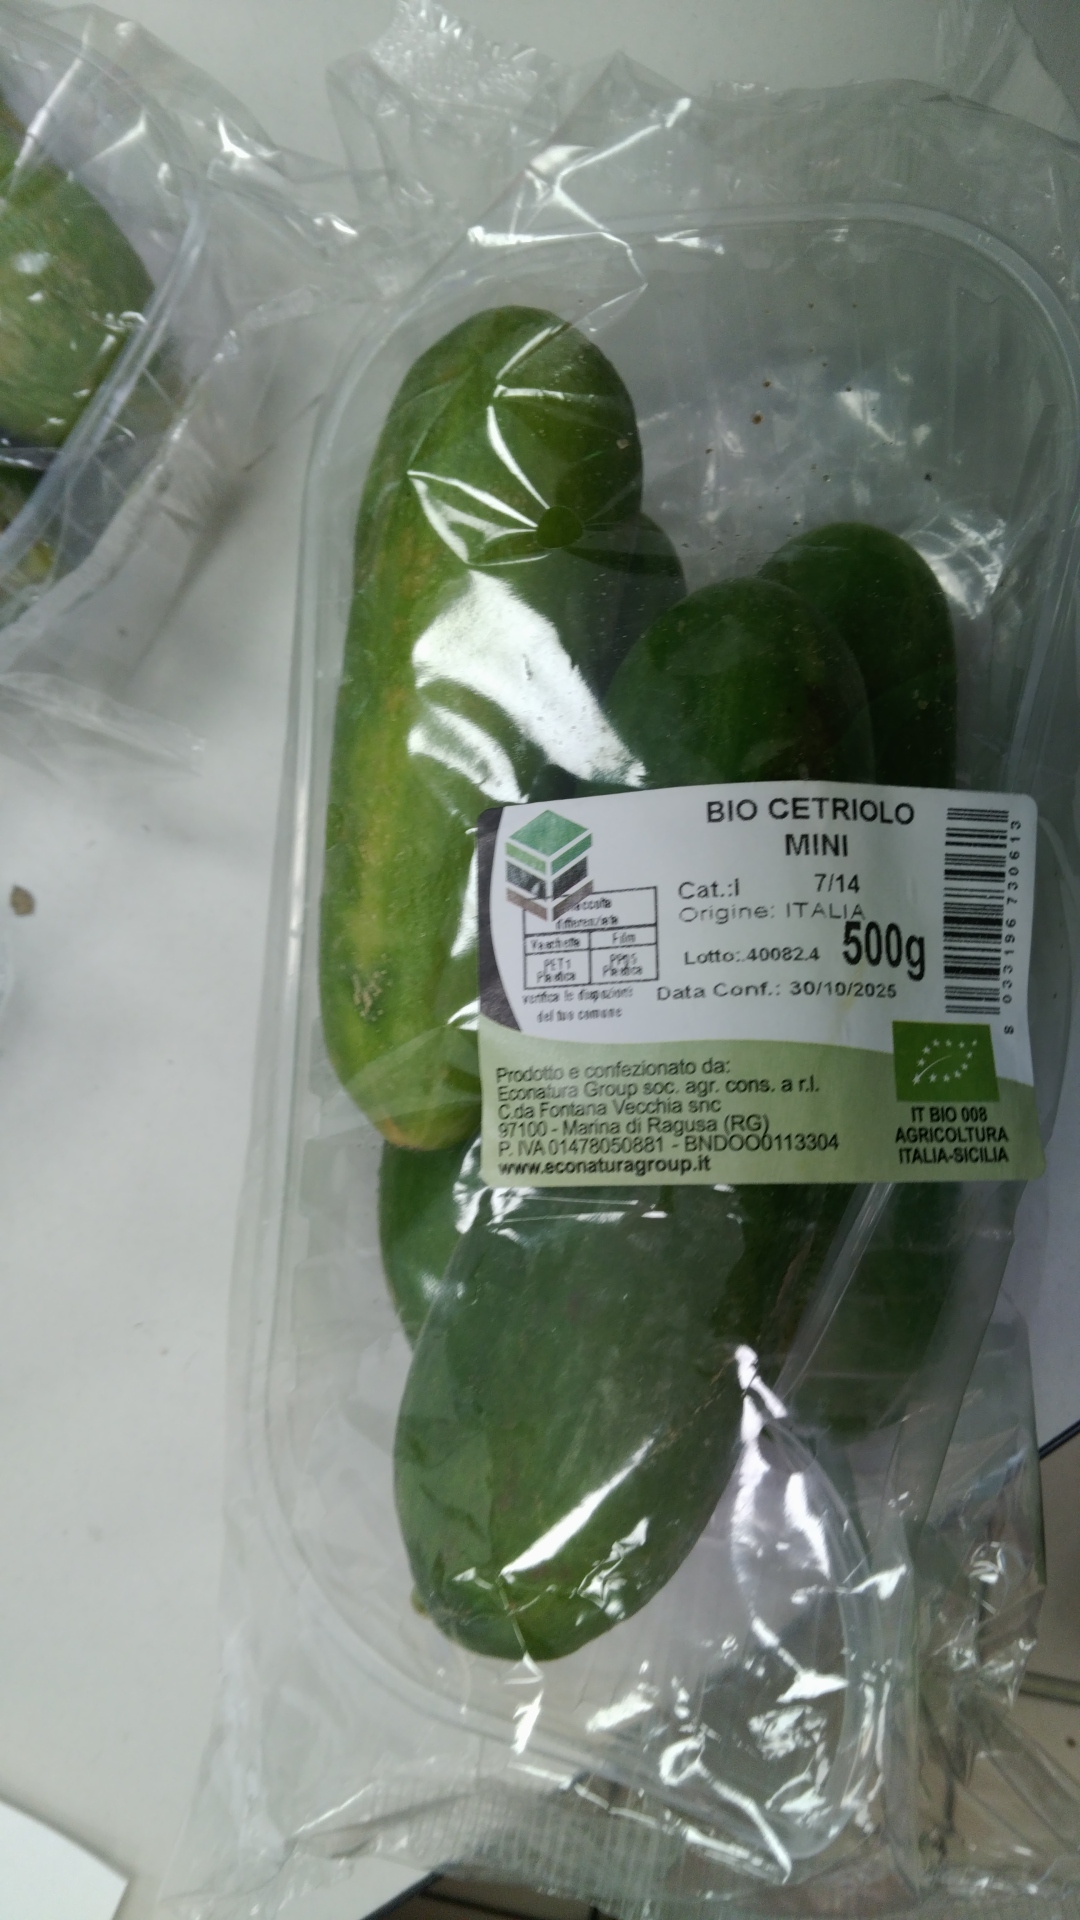 BIO CETRIOLO
MINI
Cat.:I 7/14
Origine: ITALIA
Lotto:.40082.4 500g
Data Conf.: 30/10/2025
raccolta
differenziata
Vaschetta Film
PET1 PP05
Plastica Plastica
verifica le disposizioni
del tuo comune
8 033196 730613
Prodotto e confezionato da:
Econatura Group soc. agr. cons. a r.l.
C.da Fontana Vecchia snc
97100 - Marina di Ragusa (RG)
P. IVA 01478050881 - BNDOO0113304
www.econaturagroup.it
IT BIO 008
AGRICOLTURA
ITALIA-SICILIA